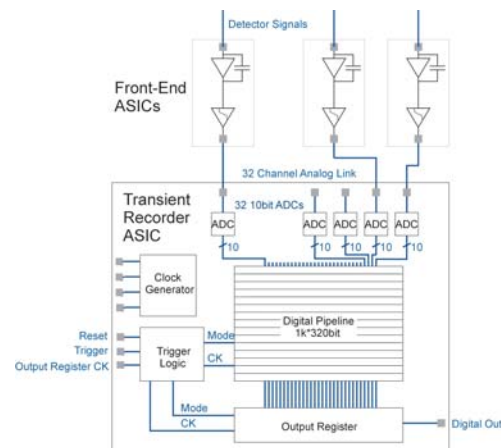 Detector Signals
Front-End
ASICs
32 Channel Analog Link
Transient
Recorder
ASIC
32 10bit ADCs
ADC
ADC
ADC
ADC
ADC
10
10
10
10
10
Clock
Generator
Digital Pipeline
1k*320bit
Reset
Trigger
Output Register CK
Trigger
Logic
Mode
CK
Mode
CK
Output Register
Digital Out